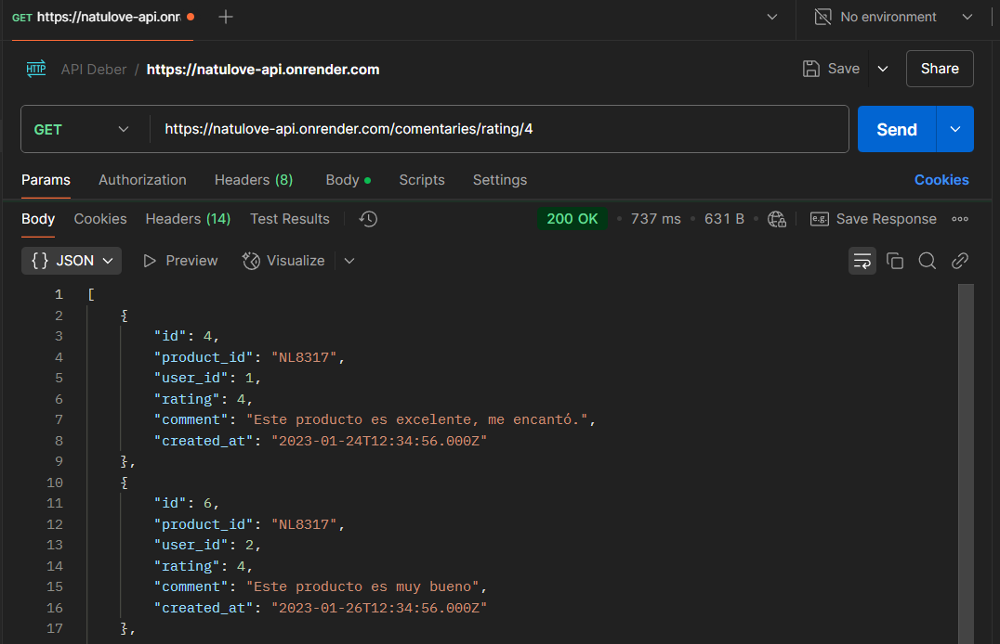 GET https://natulove-api.onr
No environment
HTTP API Deber / https://natulove-api.onrender.com
Save
Share
GET
https://natulove-api.onrender.com/comentaries/rating/4
Send
Params Authorization Headers (8) Body Scripts Settings Cookies
Body Cookies Headers (14) Test Results 200 OK 737 ms 631 B e.g. Save Response
{} JSON Preview Visualize
1 [
2 {
3 "id": 4,
4 "product_id": "NL8317",
5 "user_id": 1,
6 "rating": 4,
7 "comment": "Este producto es excelente, me encantó.",
8 "created_at": "2023-01-24T12:34:56.000Z"
9 },
10 {
11 "id": 6,
12 "product_id": "NL8317",
13 "user_id": 2,
14 "rating": 4,
15 "comment": "Este producto es muy bueno",
16 "created_at": "2023-01-26T12:34:56.000Z"
17 },